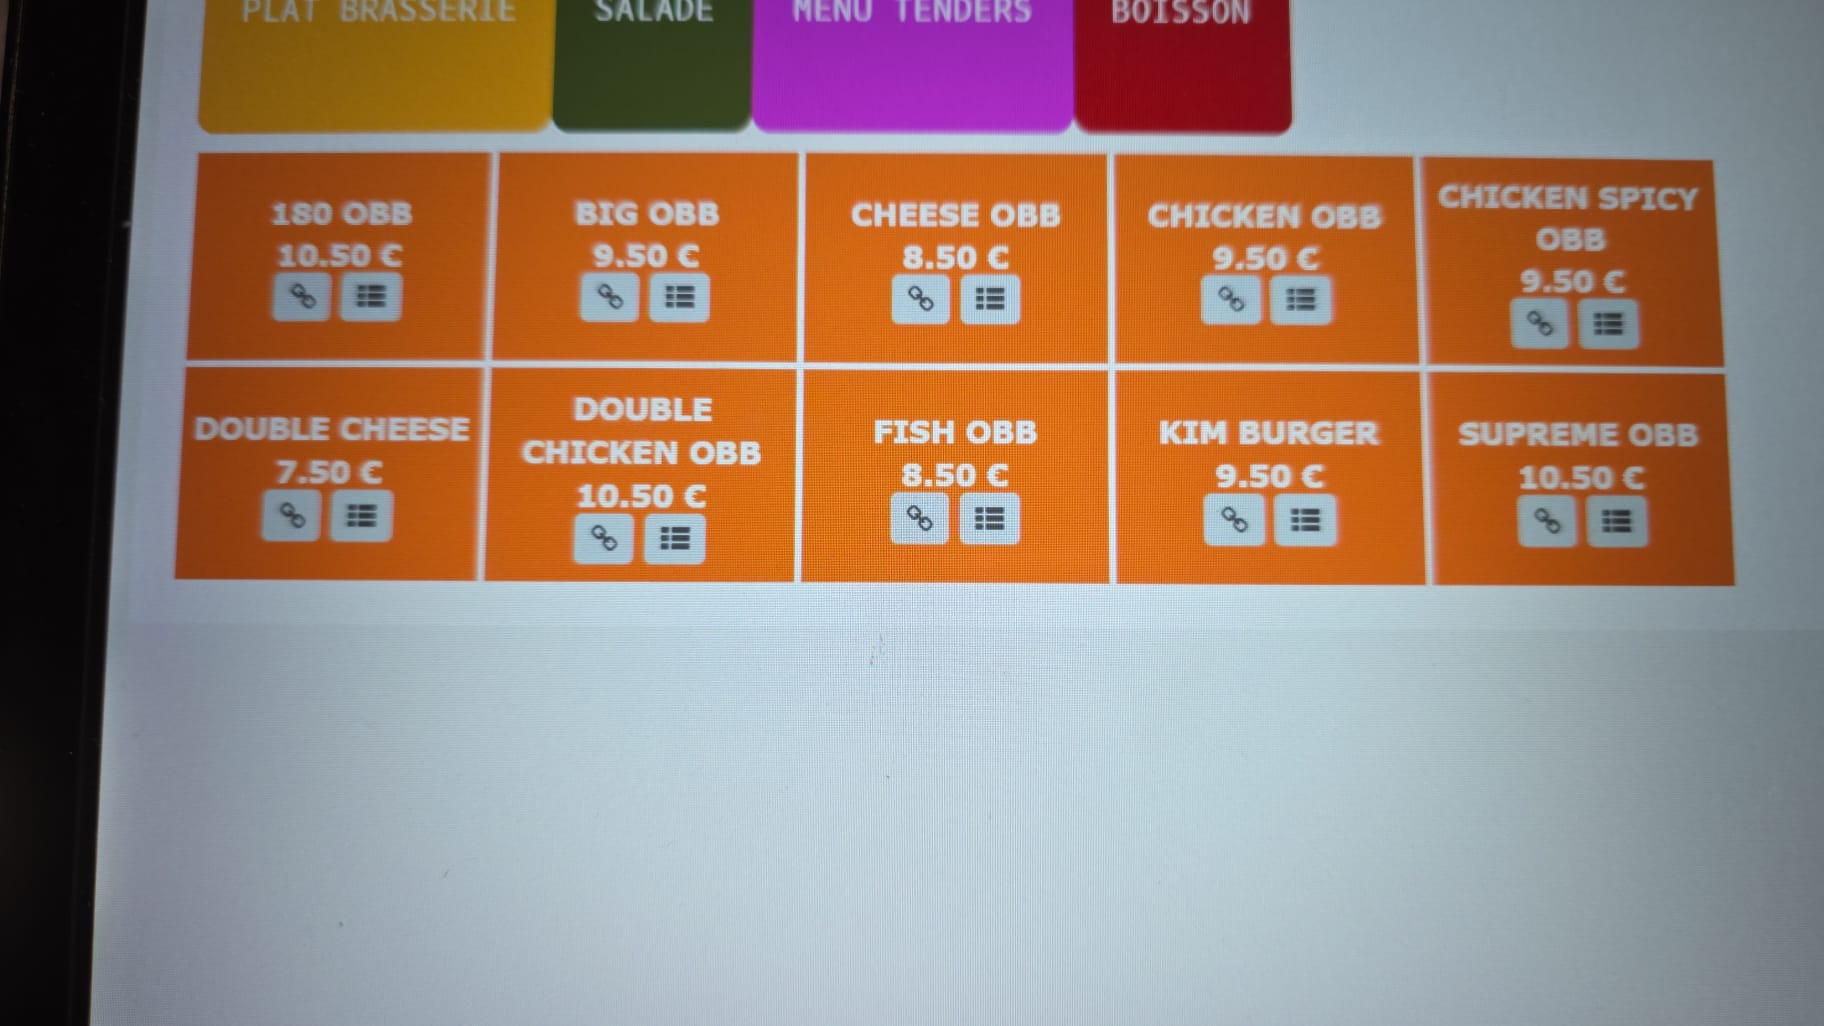 PLAT BRASSERIE
SALADE
MENU TENDERS
BOISSON
180 OBB
10.50 €
BIG OBB
9.50 €
CHEESE OBB
8.50 €
CHICKEN OBB
9.50 €
CHICKEN SPICY
OBB
9.50 €
DOUBLE CHEESE
7.50 €
DOUBLE
CHICKEN OBB
10.50 €
FISH OBB
8.50 €
KIM BURGER
9.50 €
SUPREME OBB
10.50 €